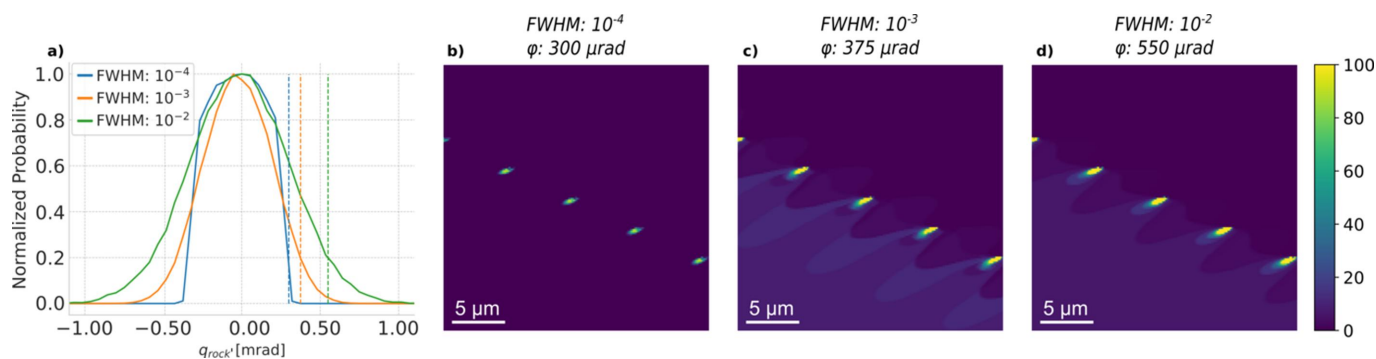 a)
FWHM: 10⁻⁴
FWHM: 10⁻³
FWHM: 10⁻²
Normalized Probability
1.0
0.8
0.6
0.4
0.2
0.0
−1.00
−0.50
0.00
0.50
1.00
q_rock' [mrad]
FWHM: 10⁻⁴
φ: 300 μrad
b)
5 μm
FWHM: 10⁻³
φ: 375 μrad
c)
5 μm
FWHM: 10⁻²
φ: 550 μrad
d)
5 μm
100
80
60
40
20
0